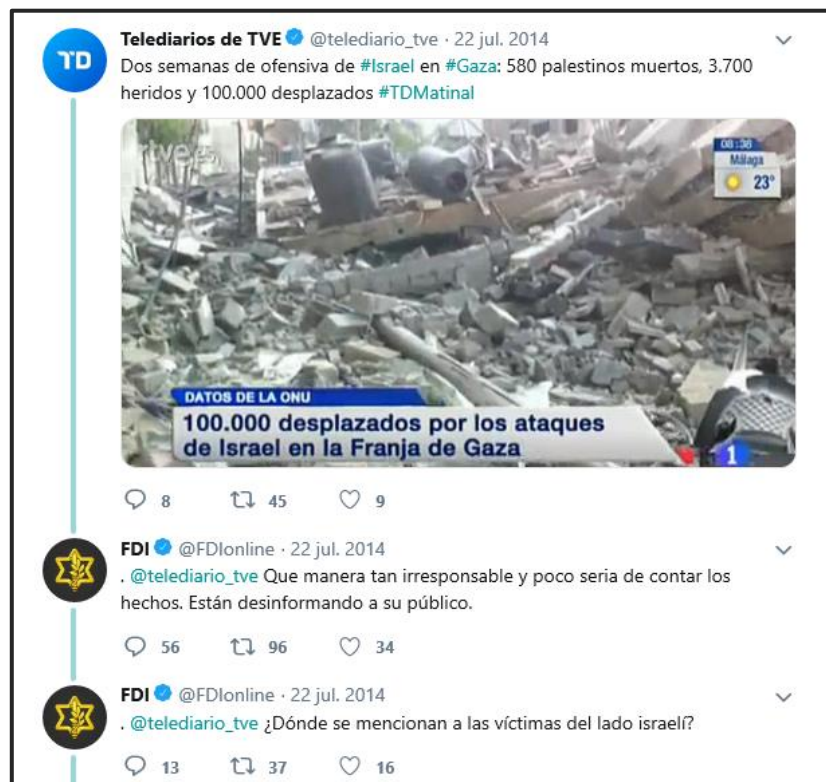 TD
Telediarios de TVE @telediario_tve · 22 jul. 2014
Dos semanas de ofensiva de #Israel en #Gaza: 580 palestinos muertos, 3.700
heridos y 100.000 desplazados #TDMatinal
rtve.es
08:38
Málaga
23°
DATOS DE LA ONU
100.000 desplazados por los ataques
de Israel en la Franja de Gaza
1
8 45 9
FDI @FDIonline · 22 jul. 2014
. @telediario_tve Que manera tan irresponsable y poco seria de contar los
hechos. Están desinformando a su público.
56 96 34
FDI @FDIonline · 22 jul. 2014
. @telediario_tve ¿Dónde se mencionan a las víctimas del lado israelí?
13 37 16